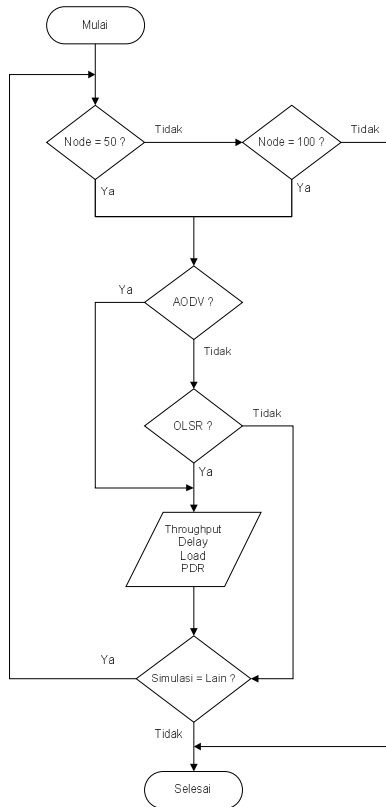 Mulai
Node = 50 ?
Tidak
Node = 100 ?
Tidak
Ya
Ya
Ya
AODV ?
Tidak
OLSR ?
Tidak
Ya
Throughput
Delay
Load
PDR
Ya
Simulasi = Lain ?
Tidak
Selesai